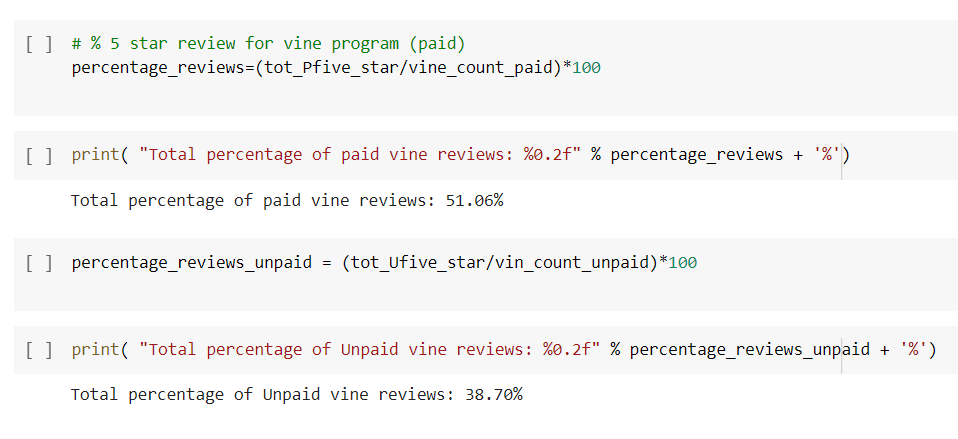 [ ] # % 5 star review for vine program (paid)
percentage_reviews=(tot_Pfive_star/vine_count_paid)*100
[ ] print( "Total percentage of paid vine reviews: %0.2f" % percentage_reviews + '%')
Total percentage of paid vine reviews: 51.06%
[ ] percentage_reviews_unpaid = (tot_Ufive_star/vin_count_unpaid)*100
[ ] print( "Total percentage of Unpaid vine reviews: %0.2f" % percentage_reviews_unpaid + '%')
Total percentage of Unpaid vine reviews: 38.70%